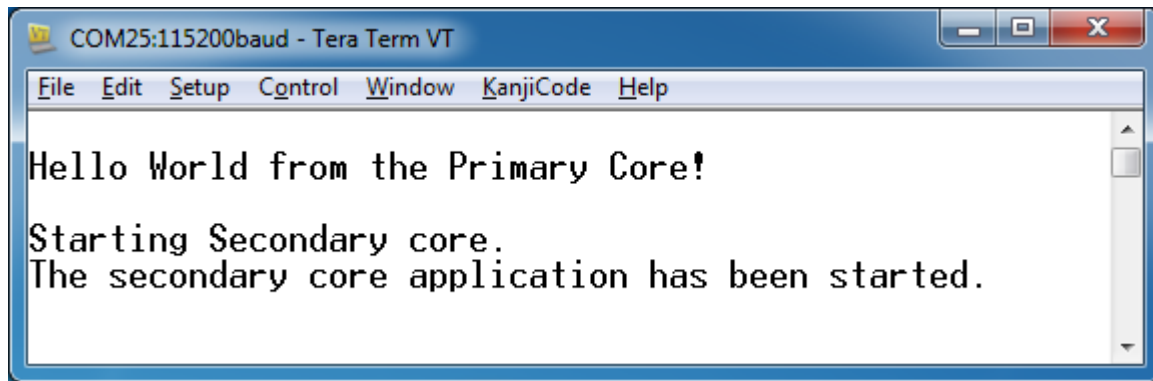 COM25:115200baud - Tera Term VT
File Edit Setup Control Window KanjiCode Help
Hello World from the Primary Core!
Starting Secondary core.
The secondary core application has been started.